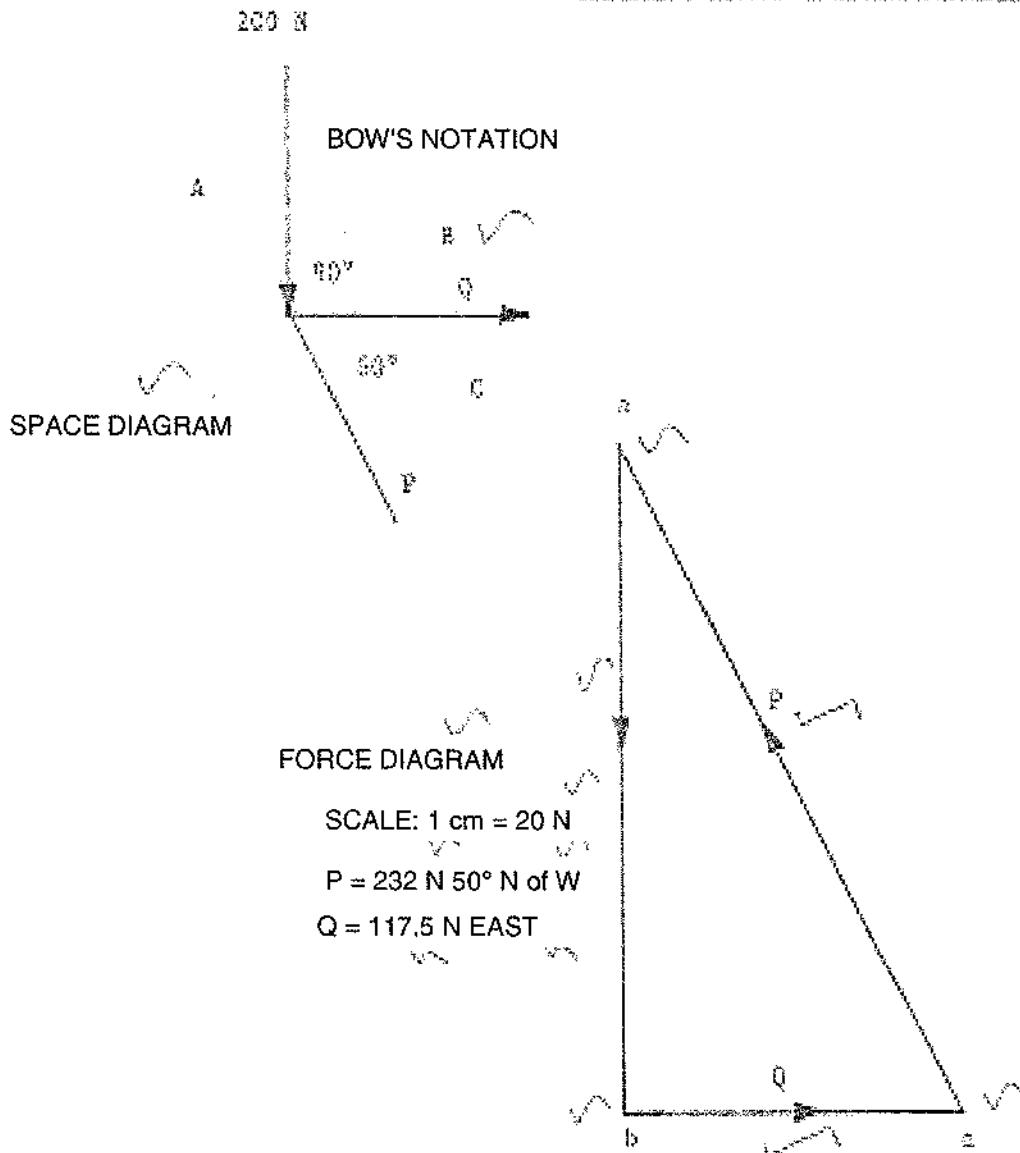 200 N
BOW'S NOTATION
A
B
90°
Q
60°
C
SPACE DIAGRAM
a
P
P
FORCE DIAGRAM
SCALE: 1 cm = 20 N
P = 232 N 50° N of W
Q = 117,5 N EAST
Q
b